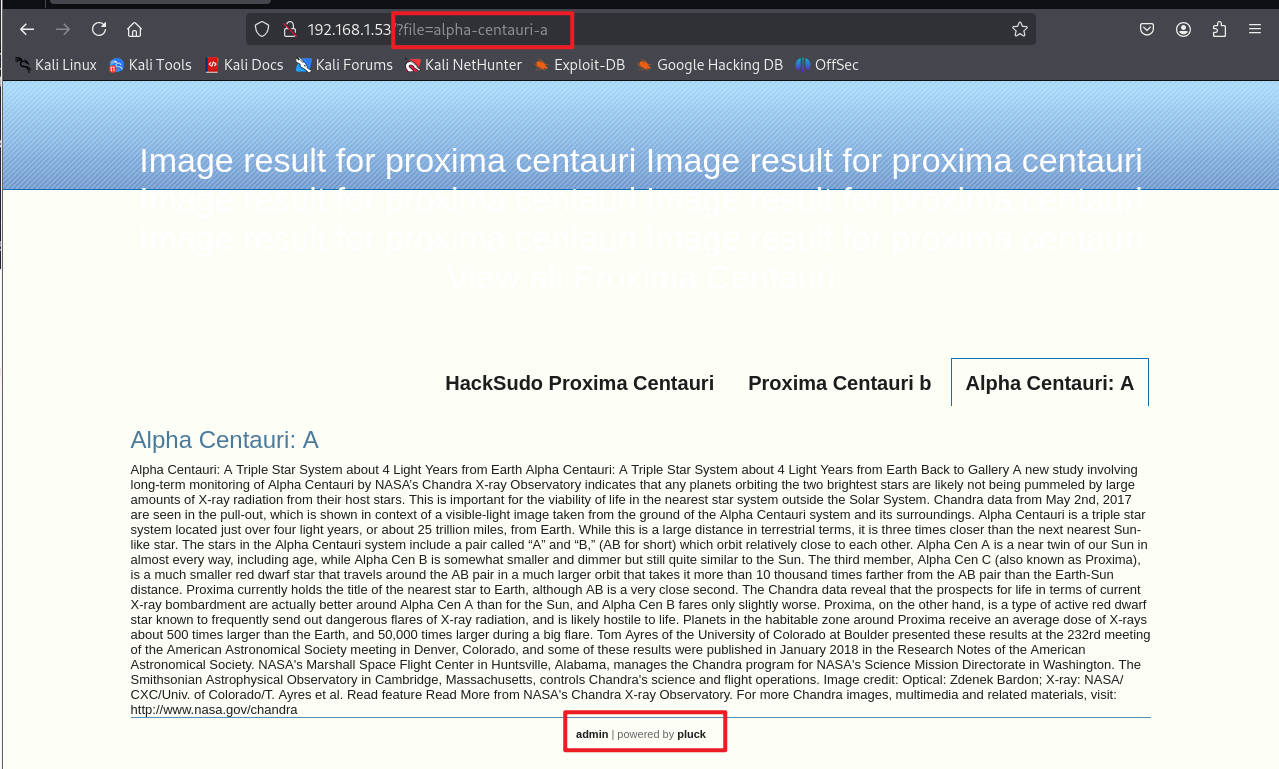 192.168.1.53/?file=alpha-centauri-a
Kali Linux Kali Tools Kali Docs Kali Forums Kali NetHunter Exploit-DB Google Hacking DB OffSec
Image result for proxima centauri Image result for proxima centauri
Image result for proxima centauri Image result for proxima centauri
Image result for proxima centauri Image result for proxima centauri
View all Proxima Centauri
HackSudo Proxima Centauri Proxima Centauri b Alpha Centauri: A
Alpha Centauri: A
Alpha Centauri: A Triple Star System about 4 Light Years from Earth Alpha Centauri: A Triple Star System about 4 Light Years from Earth Back to Gallery A new study involving
long-term monitoring of Alpha Centauri by NASA’s Chandra X-ray Observatory indicates that any planets orbiting the two brightest stars are likely not being pummeled by large
amounts of X-ray radiation from their host stars. This is important for the viability of life in the nearest star system outside the Solar System. Chandra data from May 2nd, 2017
are seen in the pull-out, which is shown in context of a visible-light image taken from the ground of the Alpha Centauri system and its surroundings. Alpha Centauri is a triple star
system located just over four light years, or about 25 trillion miles, from Earth. While this is a large distance in terrestrial terms, it is three times closer than the next nearest Sun-
like star. The stars in the Alpha Centauri system include a pair called “A” and “B,” (AB for short) which orbit relatively close to each other. Alpha Cen A is a near twin of our Sun in
almost every way, including age, while Alpha Cen B is somewhat smaller and dimmer but still quite similar to the Sun. The third member, Alpha Cen C (also known as Proxima),
is a much smaller red dwarf star that travels around the AB pair in a much larger orbit that takes it more than 10 thousand times farther from the AB pair than the Earth-Sun
distance. Proxima currently holds the title of the nearest star to Earth, although AB is a very close second. The Chandra data reveal that the prospects for life in terms of current
X-ray bombardment are actually better around Alpha Cen A than for the Sun, and Alpha Cen B fares only slightly worse. Proxima, on the other hand, is a type of active red dwarf
star known to frequently send out dangerous flares of X-ray radiation, and is likely hostile to life. Planets in the habitable zone around Proxima receive an average dose of X-rays
about 500 times larger than the Earth, and 50,000 times larger during a big flare. Tom Ayres of the University of Colorado at Boulder presented these results at the 232rd meeting
of the American Astronomical Society meeting in Denver, Colorado, and some of these results were published in January 2018 in the Research Notes of the American
Astronomical Society. NASA's Marshall Space Flight Center in Huntsville, Alabama, manages the Chandra program for NASA's Science Mission Directorate in Washington. The
Smithsonian Astrophysical Observatory in Cambridge, Massachusetts, controls Chandra's science and flight operations. Image credit: Optical: Zdenek Bardon; X-ray: NASA/
CXC/Univ. of Colorado/T. Ayres et al. Read feature Read More from NASA's Chandra X-ray Observatory. For more Chandra images, multimedia and related materials, visit:
http://www.nasa.gov/chandra
admin | powered by pluck